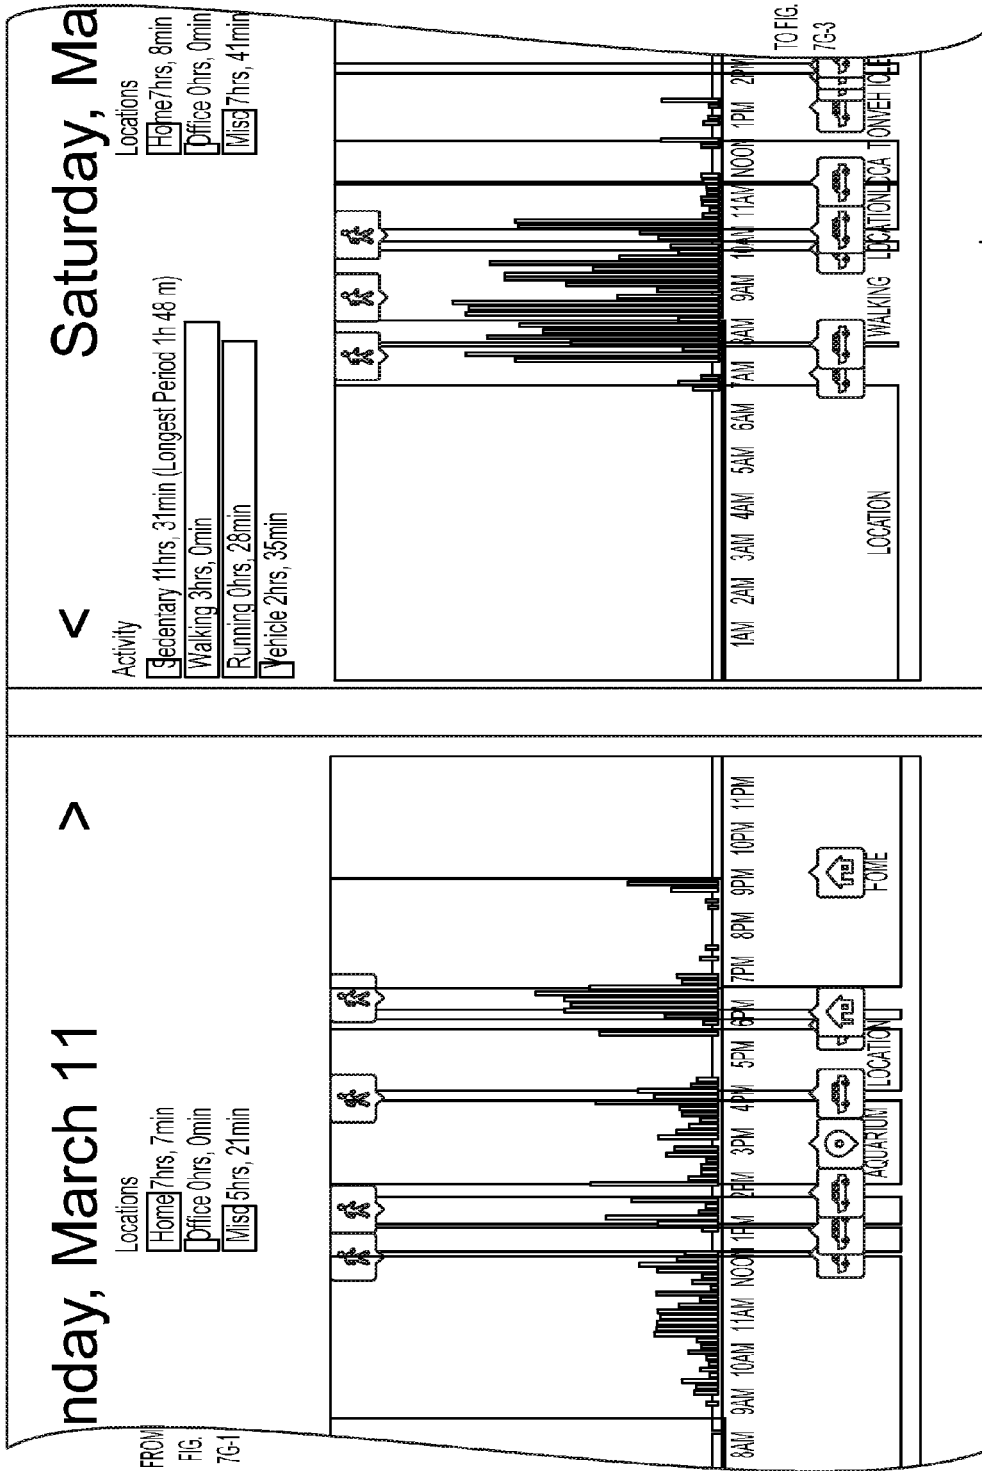 FROM
FIG.
7G-1
nday, March 11 >
Locations
Home 7hrs, 7min
Office 0hrs, 0min
Misc 5hrs, 21min
8AM 9AM 10AM 11AM NOON 1PM 2PM 3PM 4PM 5PM 6PM 7PM 8PM 9PM 10PM 11PM
AQUARIUM LOCATION HOME
< Saturday, Ma
Activity
Sedentary 11hrs, 31min (Longest Period 1h 48 m)
Walking 3hrs, 0min
Running 0hrs, 28min
Vehicle 2hrs, 35min
Locations
Home 7hrs, 8min
Office 0hrs, 0min
Misc 7hrs, 41min
1AM 2AM 3AM 4AM 5AM 6AM 7AM 8AM 9AM 10AM 11AM NOON 1PM 2PM
LOCATION WALKING LOCATION LOCA TION VEHICLE
TO FIG.
7G-3